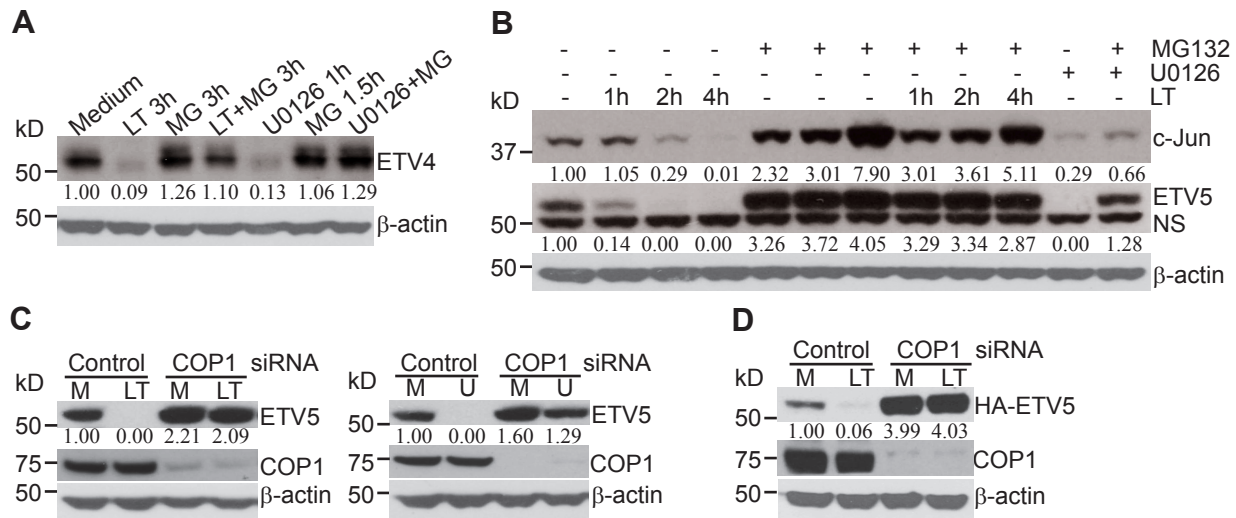 A
Medium LT 3h MG 3h LT+MG 3h U0126 1h MG 1.5h U0126+MG
kD
50 ETV4
1.00 0.09 1.26 1.10 0.13 1.06 1.29
50 β-actin
B
- - - - + + + + + + - + MG132
- - - - - - - - - - + + U0126
- 1h 2h 4h - - - 1h 2h 4h - - LT
kD
37 c-Jun
1.00 1.05 0.29 0.01 2.32 3.01 7.90 3.01 3.61 5.11 0.29 0.66
ETV5
50 NS
1.00 0.14 0.00 0.00 3.26 3.72 4.05 3.29 3.34 2.87 0.00 1.28
50 β-actin
C
Control COP1 siRNA
kD M LT M LT
50 ETV5
1.00 0.00 2.21 2.09
75 COP1
50 β-actin
Control COP1 siRNA
kD M U M U
50 ETV5
1.00 0.00 1.60 1.29
75 COP1
50 β-actin
D
Control COP1 siRNA
kD M LT M LT
50 HA-ETV5
1.00 0.06 3.99 4.03
75 COP1
50 β-actin